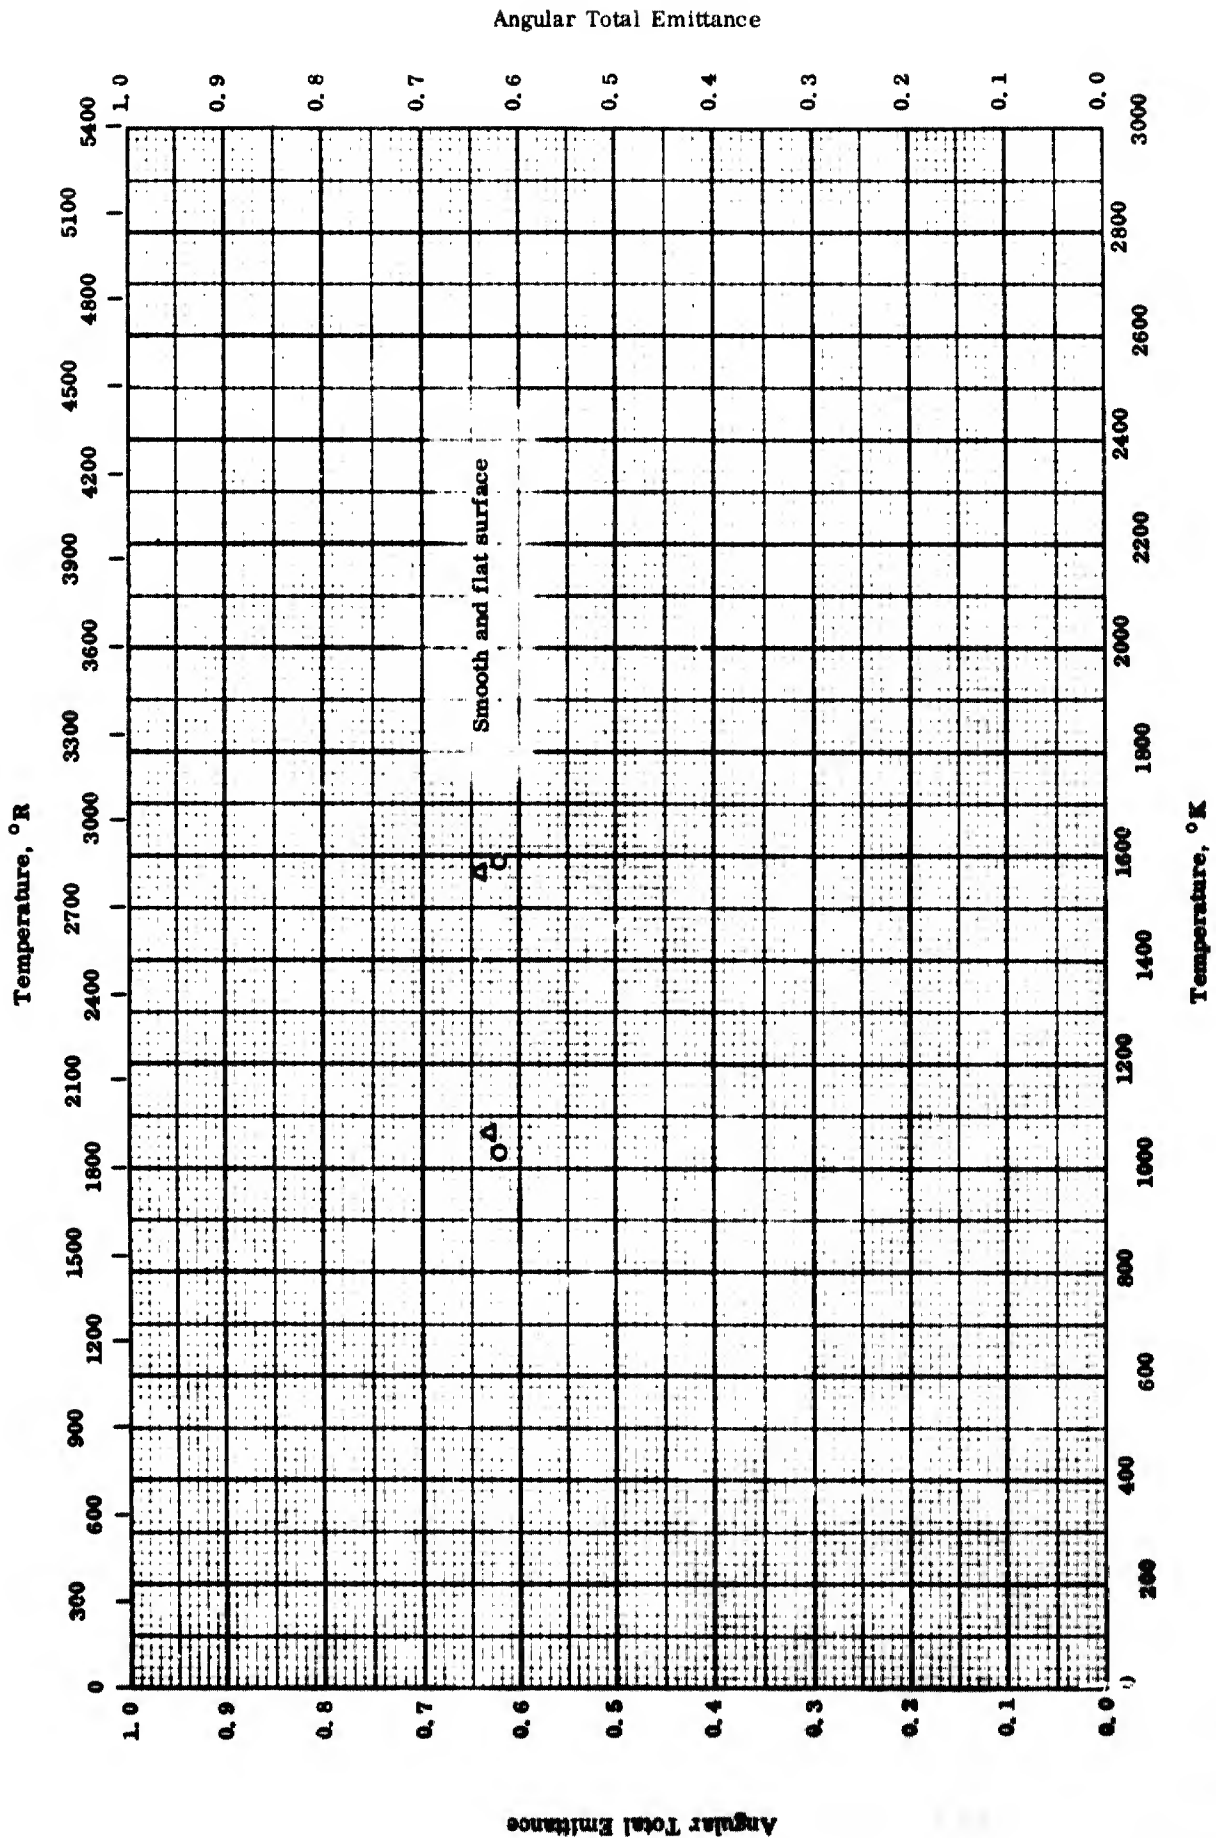 Temperature, °R
0 300 600 900 1200 1500 1800 2100 2400 2700 3000 3300 3600 3900 4200 4500 4800 5100 5400
1.0 1.0
0.9 0.9
0.8 0.8
0.7 0.7
Smooth and flat surface
0.6 0.6
0.5 0.5
0.4 0.4
0.3 0.3
0.2 0.2
0.1 0.1
0.0 0.0
200 400 600 800 1000 1200 1400 1600 1800 2000 2200 2400 2600 2800 3000
Temperature, °K
Angular Total Emittance
Angular Total Emittance